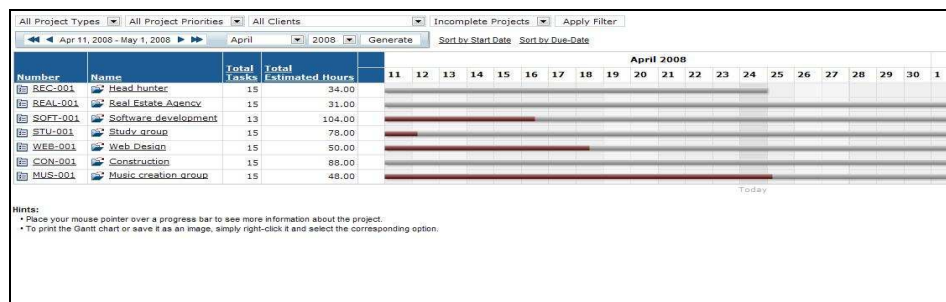 All Project Types All Project Priorities All Clients Incomplete Projects Apply Filter
Apr 11, 2008 - May 1, 2008 April 2008 Generate Sort by Start Date Sort by Due-Date
April 2008
Number Name Total Tasks Total Estimated Hours 11 12 13 14 15 16 17 18 19 20 21 22 23 24 25 26 27 28 29 30 1
REC-001 Head hunter 15 34.00
REAL-001 Real Estate Agency 15 31.00
SOFT-001 Software development 13 104.00
STU-001 Study group 15 78.00
WEB-001 Web Design 15 50.00
CON-001 Construction 15 88.00
MUS-001 Music creation group 15 48.00
Today
Hints:
• Place your mouse pointer over a progress bar to see more information about the project.
• To print the Gantt chart or save it as an image, simply right-click it and select the corresponding option.